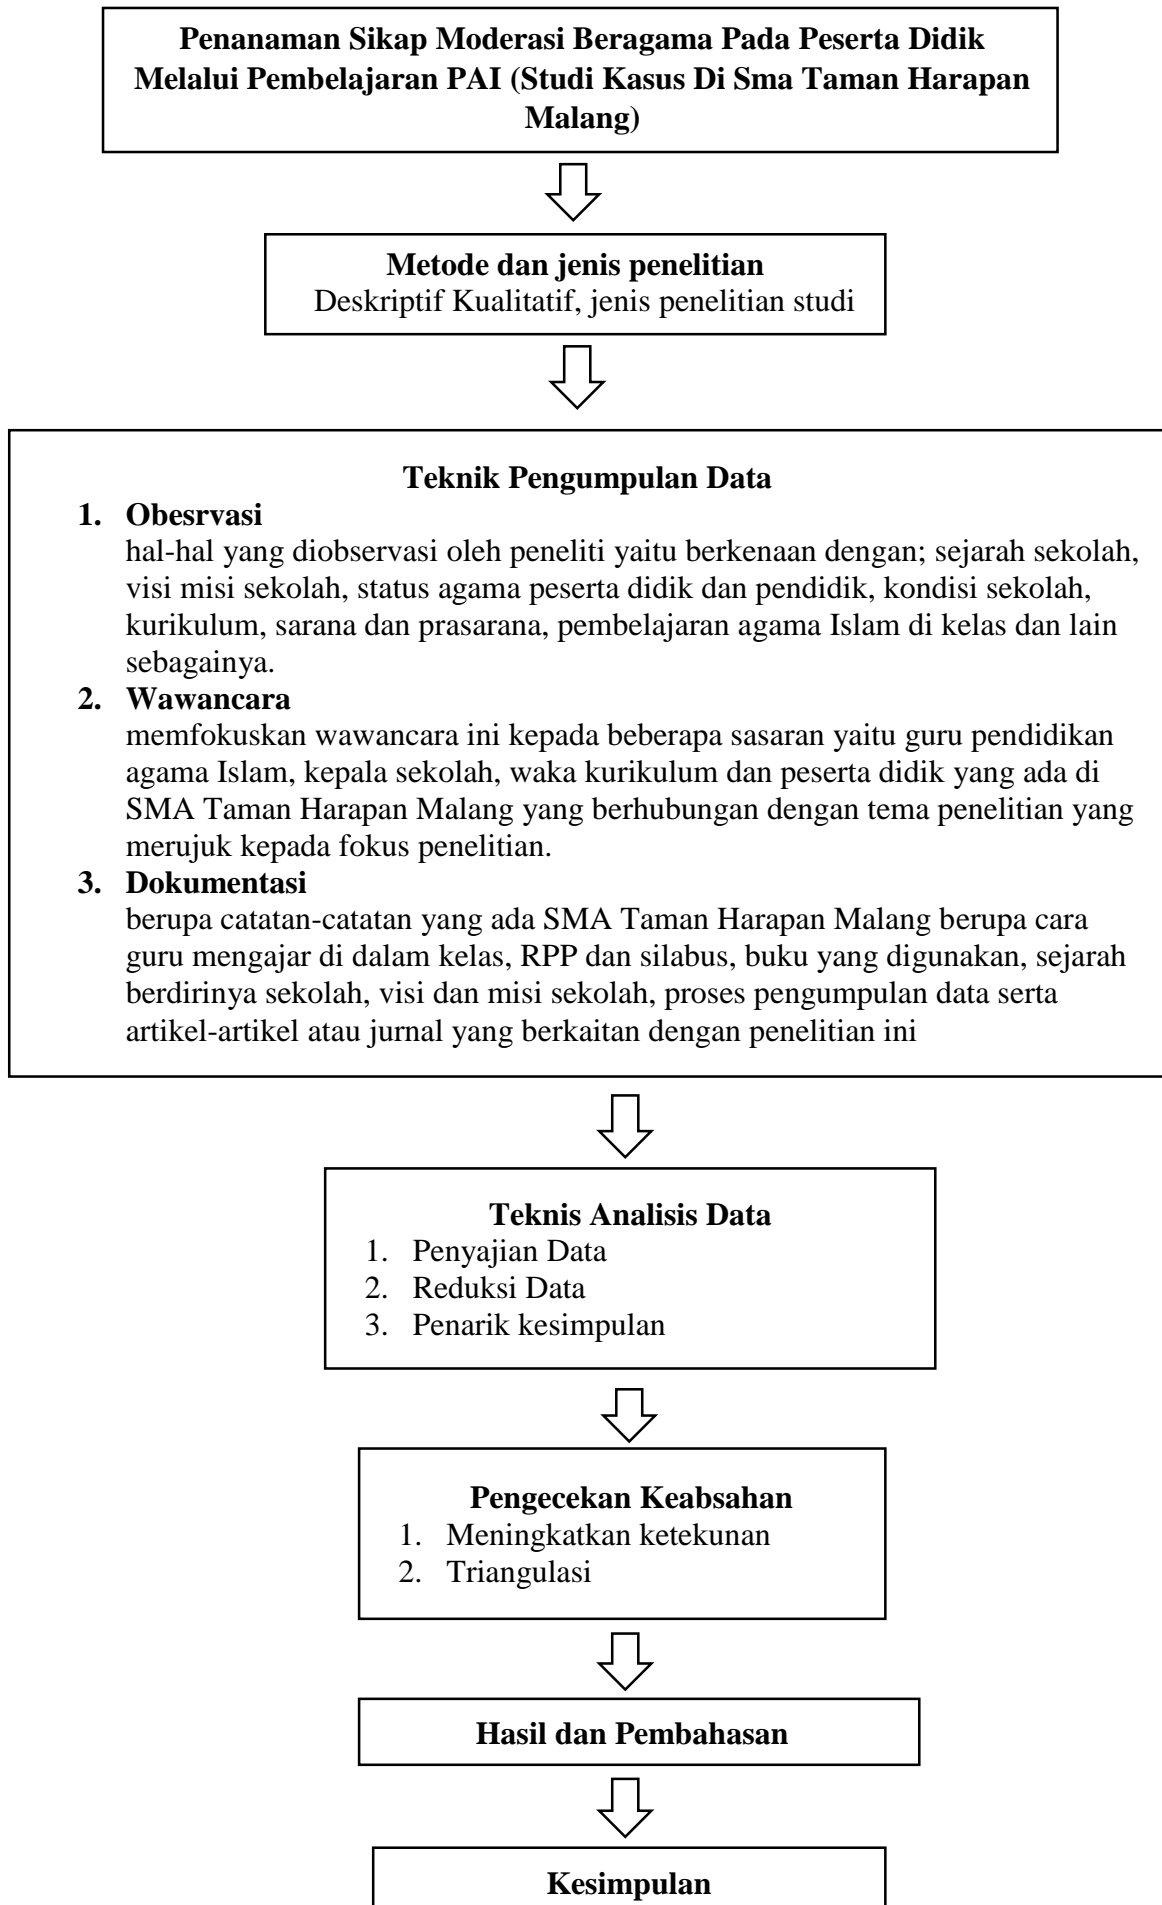 Penanaman Sikap Moderasi Beragama Pada Peserta Didik
Melalui Pembelajaran PAI (Studi Kasus Di Sma Taman Harapan
Malang)
Metode dan jenis penelitian
Deskriptif Kualitatif, jenis penelitian studi
Teknik Pengumpulan Data
1. Obesrvasi
hal-hal yang diobservasi oleh peneliti yaitu berkenaan dengan; sejarah sekolah,
visi misi sekolah, status agama peserta didik dan pendidik, kondisi sekolah,
kurikulum, sarana dan prasarana, pembelajaran agama Islam di kelas dan lain
sebagainya.
2. Wawancara
memfokuskan wawancara ini kepada beberapa sasaran yaitu guru pendidikan
agama Islam, kepala sekolah, waka kurikulum dan peserta didik yang ada di
SMA Taman Harapan Malang yang berhubungan dengan tema penelitian yang
merujuk kepada fokus penelitian.
3. Dokumentasi
berupa catatan-catatan yang ada SMA Taman Harapan Malang berupa cara
guru mengajar di dalam kelas, RPP dan silabus, buku yang digunakan, sejarah
berdirinya sekolah, visi dan misi sekolah, proses pengumpulan data serta
artikel-artikel atau jurnal yang berkaitan dengan penelitian ini
Teknis Analisis Data
1. Penyajian Data
2. Reduksi Data
3. Penarik kesimpulan
Pengecekan Keabsahan
1. Meningkatkan ketekunan
2. Triangulasi
Hasil dan Pembahasan
Kesimpulan